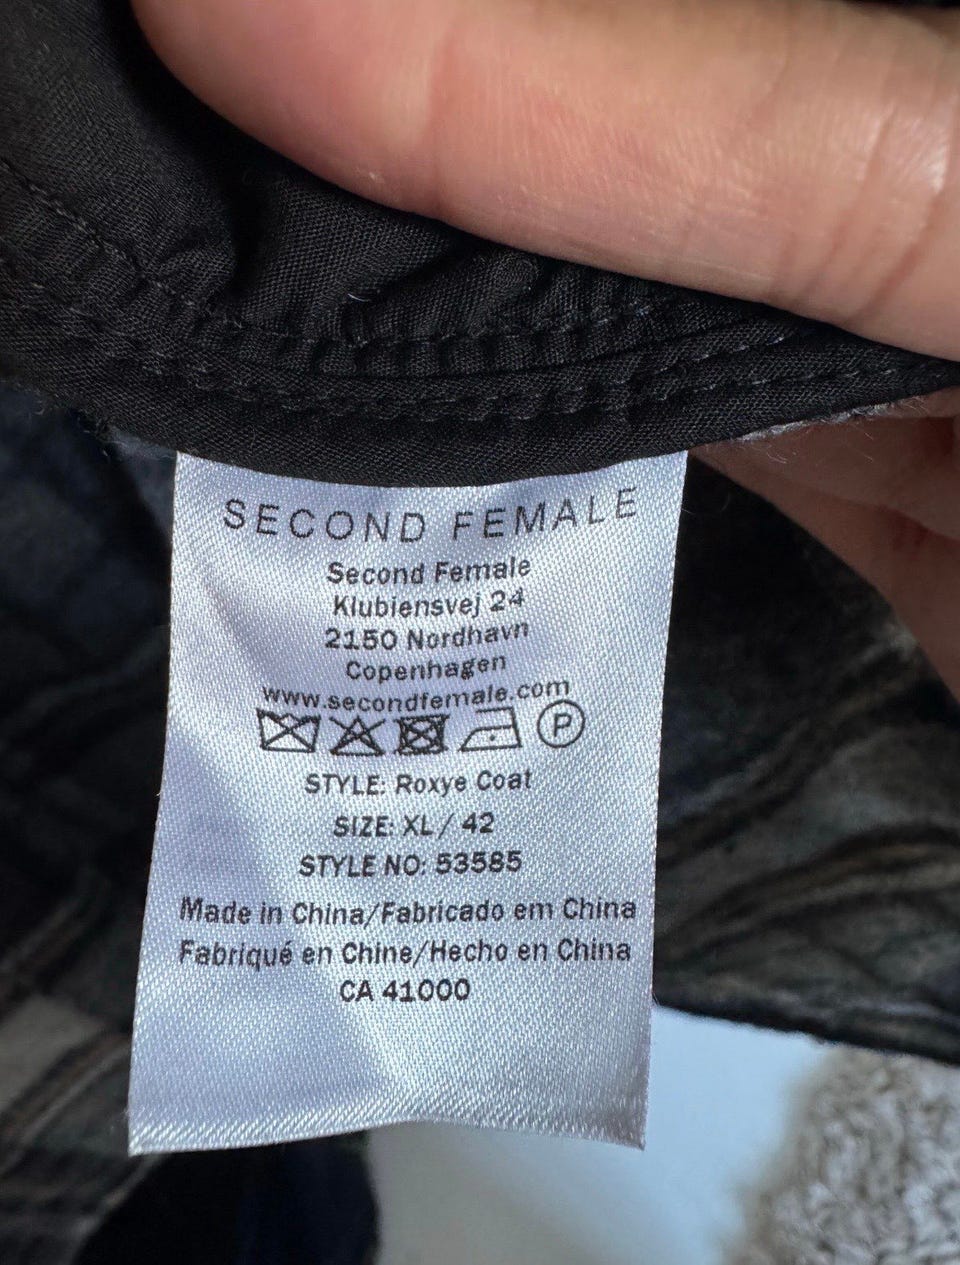 SECOND FEMALE
Second Female
Klubiensvej 24
2150 Nordhavn
Copenhagen
www.secondfemale.com
P
STYLE: Roxye Coat
SIZE: XL / 42
STYLE NO: 53585
Made in China/Fabricado em China
Fabriqué en Chine/Hecho en China
CA 41000